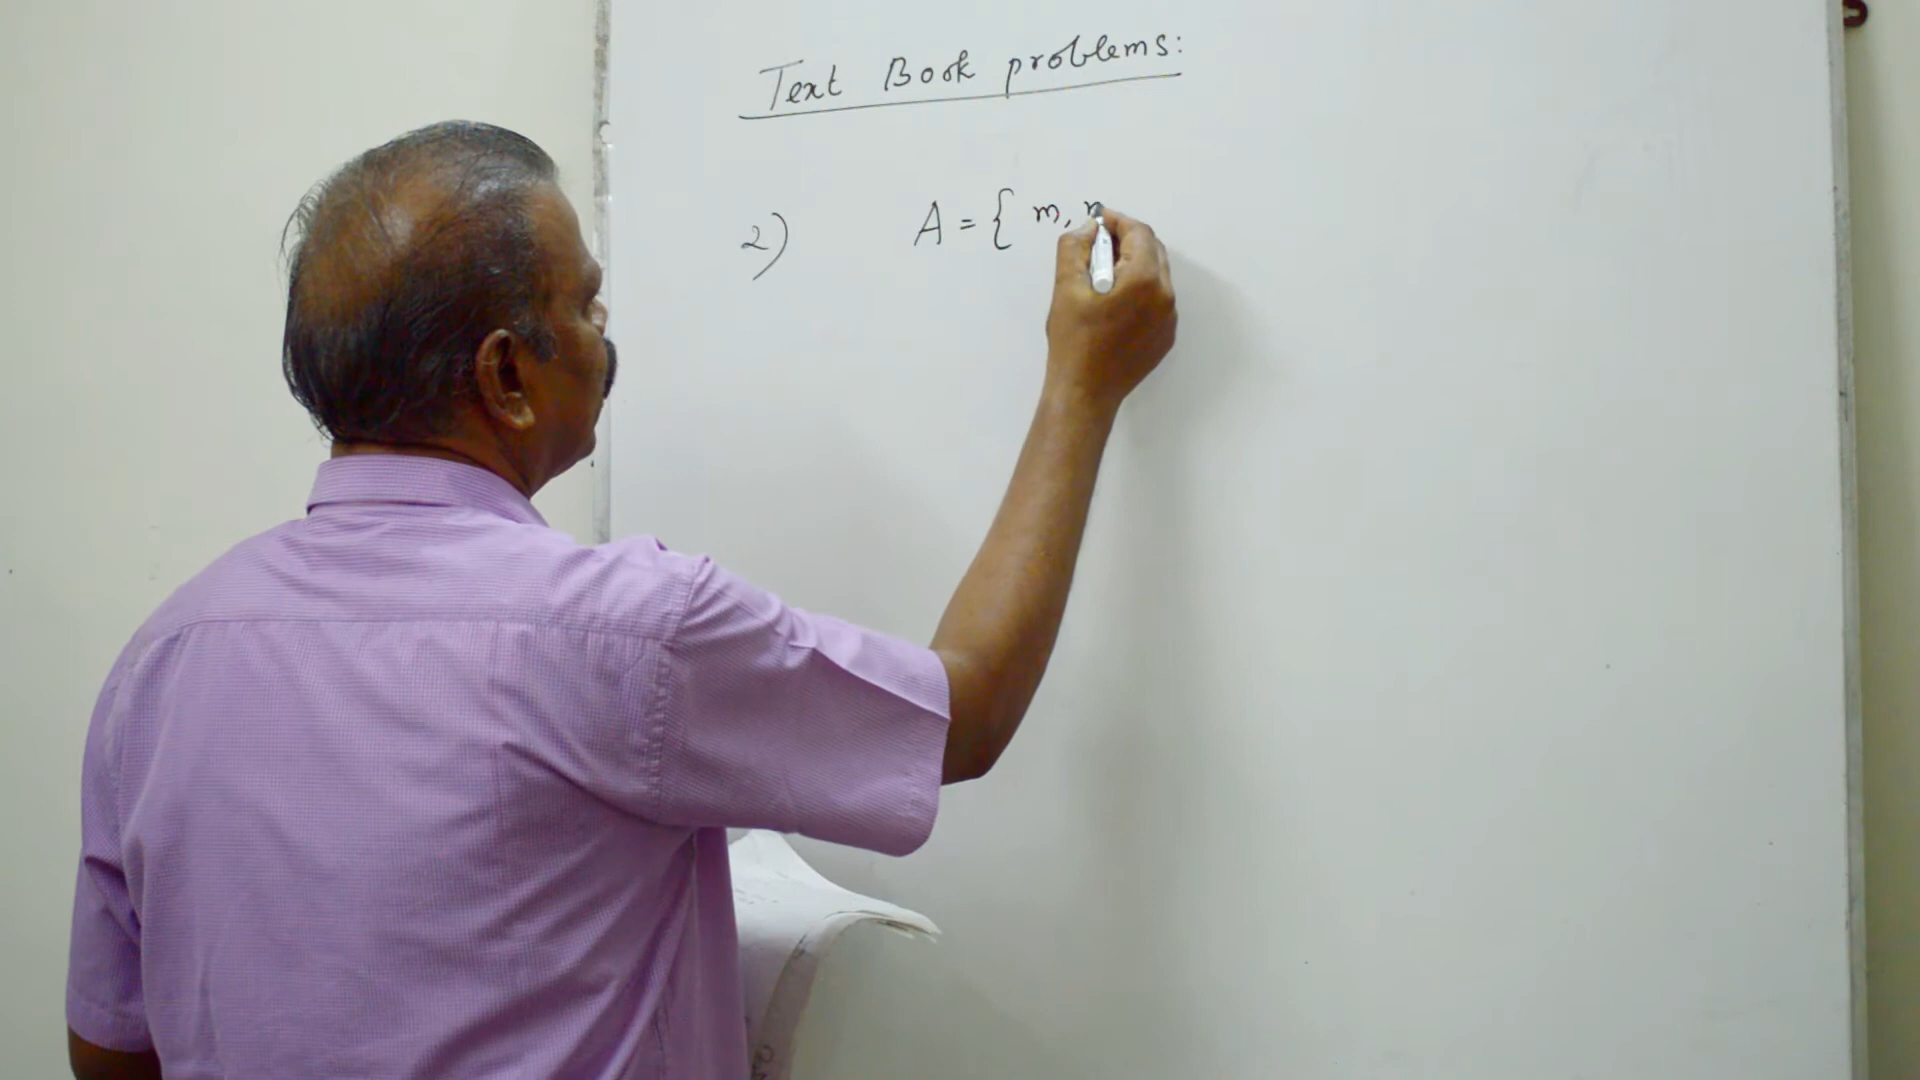 Text Book problems:
2) A = { m, n